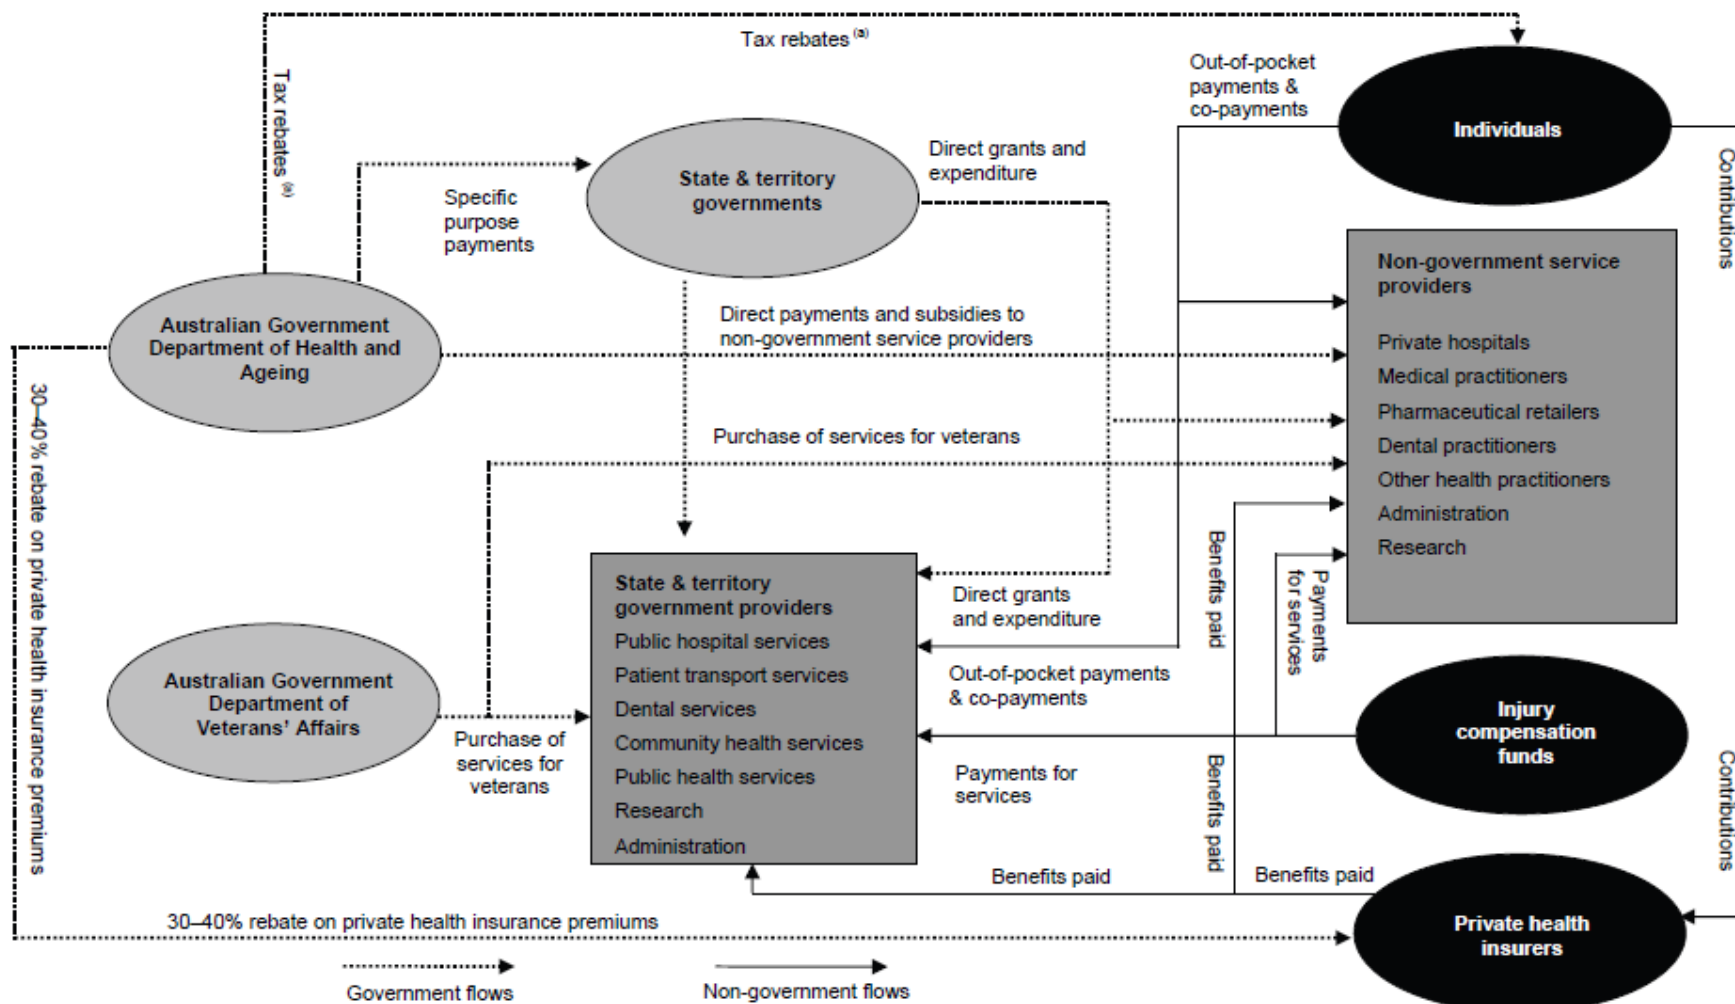 Tax rebates (a)
Tax rebates (a)
Out-of-pocket
payments &
co-payments
Individuals
Contributions
State & territory
governments
Direct grants and
expenditure
Specific
purpose
payments
Australian Government
Department of Health and
Ageing
Direct payments and subsidies to
non-government service providers
Non-government service
providers
Private hospitals
Medical practitioners
Pharmaceutical retailers
Dental practitioners
Other health practitioners
Administration
Research
30–40% rebate on private health insurance premiums
Purchase of services for veterans
Benefits paid
Payments
for services
State & territory
government providers
Public hospital services
Patient transport services
Dental services
Community health services
Public health services
Research
Administration
Direct grants
and expenditure
Out-of-pocket payments
& co-payments
Australian Government
Department of
Veterans' Affairs
Purchase of
services for
veterans
Payments for
services
Injury
compensation
funds
Benefits paid
Contributions
Benefits paid
Benefits paid
Private health
insurers
30–40% rebate on private health insurance premiums
Government flows
Non-government flows